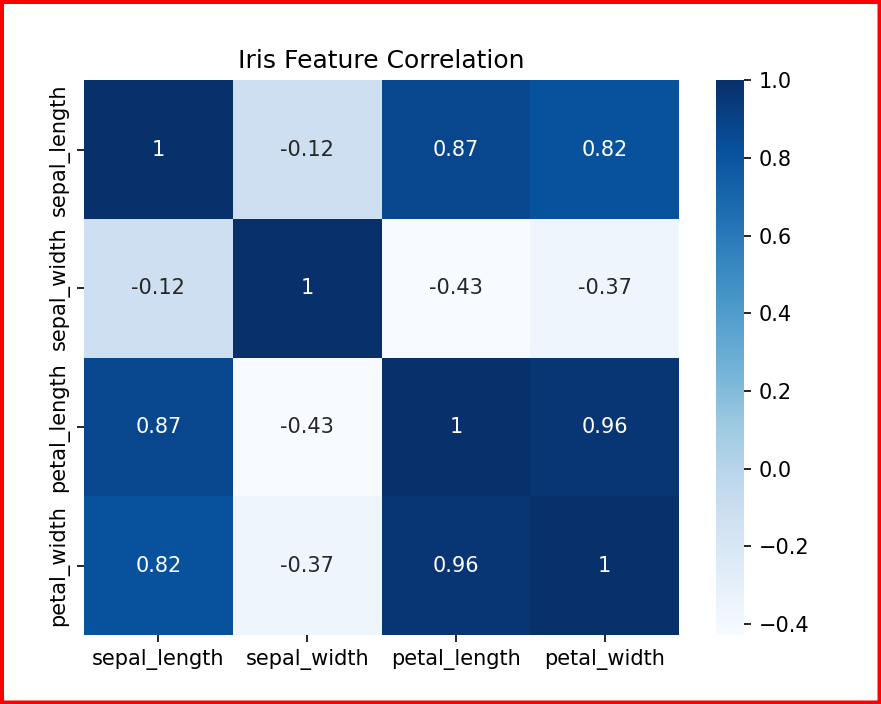 Iris Feature Correlation
sepal_length
1
-0.12
0.87
0.82
sepal_width
-0.12
1
-0.43
-0.37
petal_length
0.87
-0.43
1
0.96
petal_width
0.82
-0.37
0.96
1
sepal_length
sepal_width
petal_length
petal_width
1.0
0.8
0.6
0.4
0.2
0.0
−0.2
−0.4